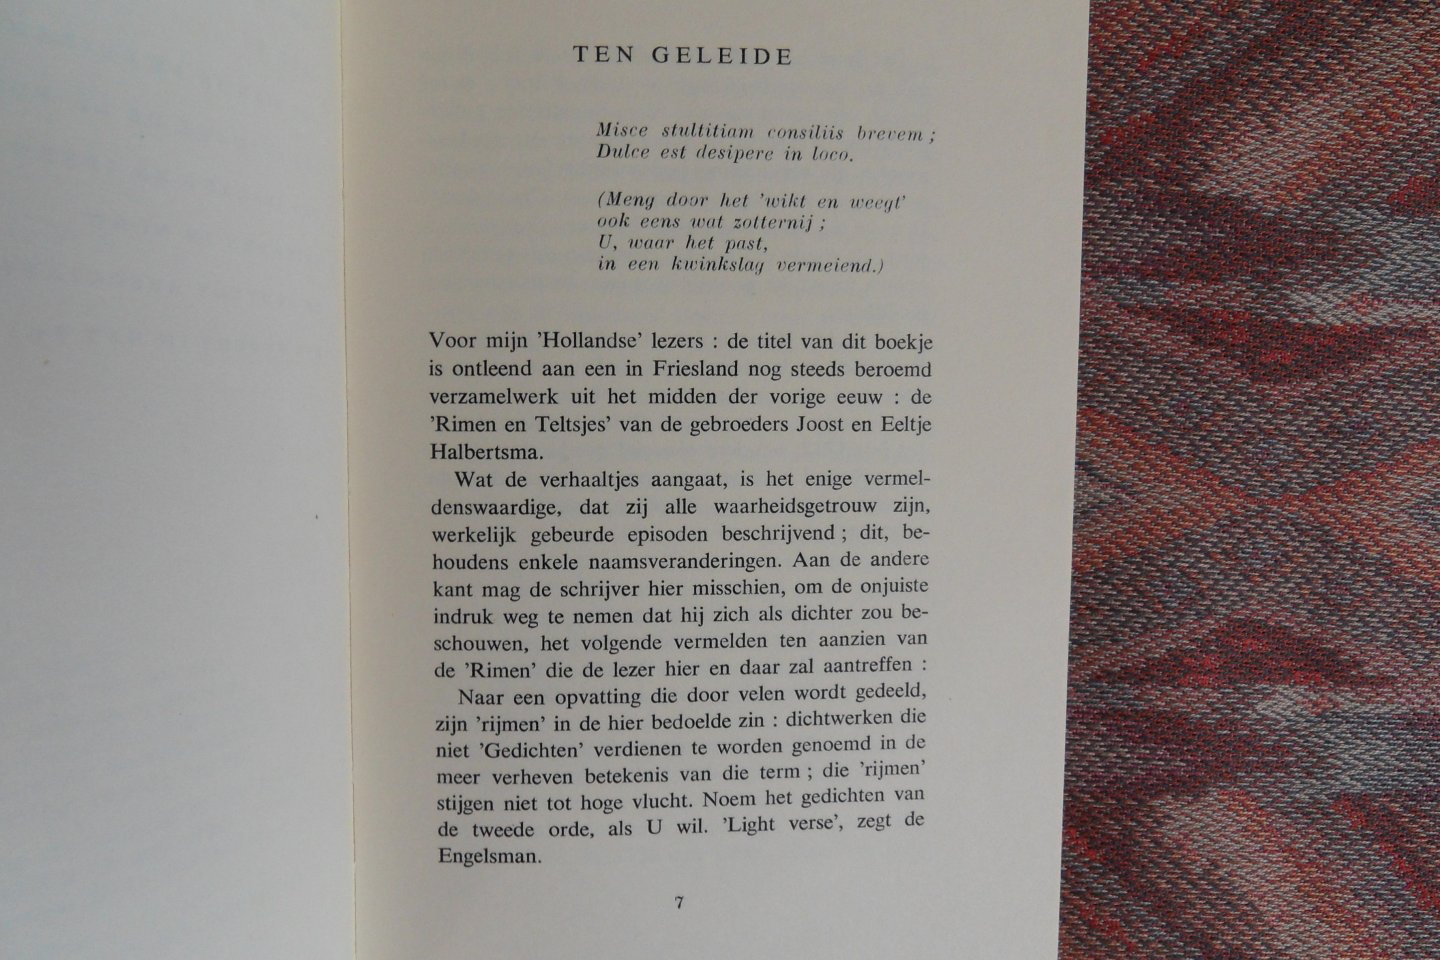 TEN GELEIDE
Misce stultitiam consiliis brevem ;
Dulce est desipere in loco.
(Meng door het 'wikt en weegt'
ook eens wat zotternij ;
U, waar het past,
in een kwinkslag vermeiend.)
Voor mijn 'Hollandse' lezers : de titel van dit boekje
is ontleend aan een in Friesland nog steeds beroemd
verzamelwerk uit het midden der vorige eeuw : de
'Rimen en Teltsjes' van de gebroeders Joost en Eeltje
Halbertsma.
Wat de verhaaltjes aangaat, is het enige vermel-
denswaardige, dat zij alle waarheidsgetrouw zijn,
werkelijk gebeurde episoden beschrijvend ; dit, be-
houdens enkele naamsveranderingen. Aan de andere
kant mag de schrijver hier misschien, om de onjuiste
indruk weg te nemen dat hij zich als dichter zou be-
schouwen, het volgende vermelden ten aanzien van
de 'Rimen' die de lezer hier en daar zal aantreffen :
Naar een opvatting die door velen wordt gedeeld,
zijn 'rijmen' in de hier bedoelde zin : dichtwerken die
niet 'Gedichten' verdienen te worden genoemd in de
meer verheven betekenis van die term ; die 'rijmen'
stijgen niet tot hoge vlucht. Noem het gedichten van
de tweede orde, als U wil. 'Light verse', zegt de
Engelsman.
7